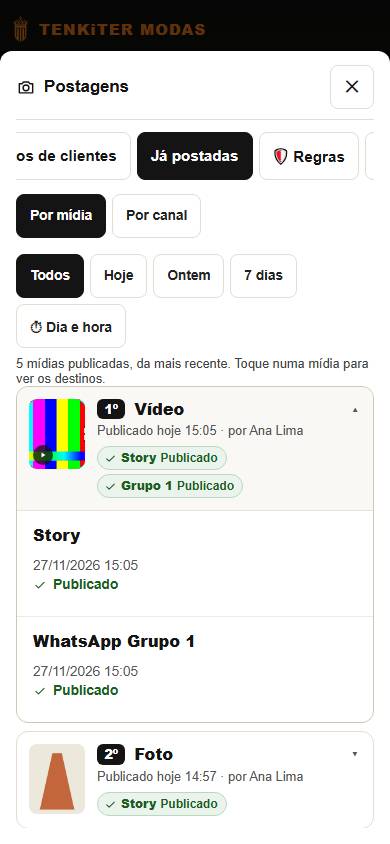 TENKiTER MODAS
Postagens
os de clientes
Já postadas
Regras
Por mídia
Por canal
Todos
Hoje
Ontem
7 dias
Dia e hora
5 mídias publicadas, da mais recente. Toque numa mídia para
ver os destinos.
1º Vídeo
Publicado hoje 15:05 · por Ana Lima
Story Publicado
Grupo 1 Publicado
Story
27/11/2026 15:05
Publicado
WhatsApp Grupo 1
27/11/2026 15:05
Publicado
2º Foto
Publicado hoje 14:57 · por Ana Lima
Story Publicado